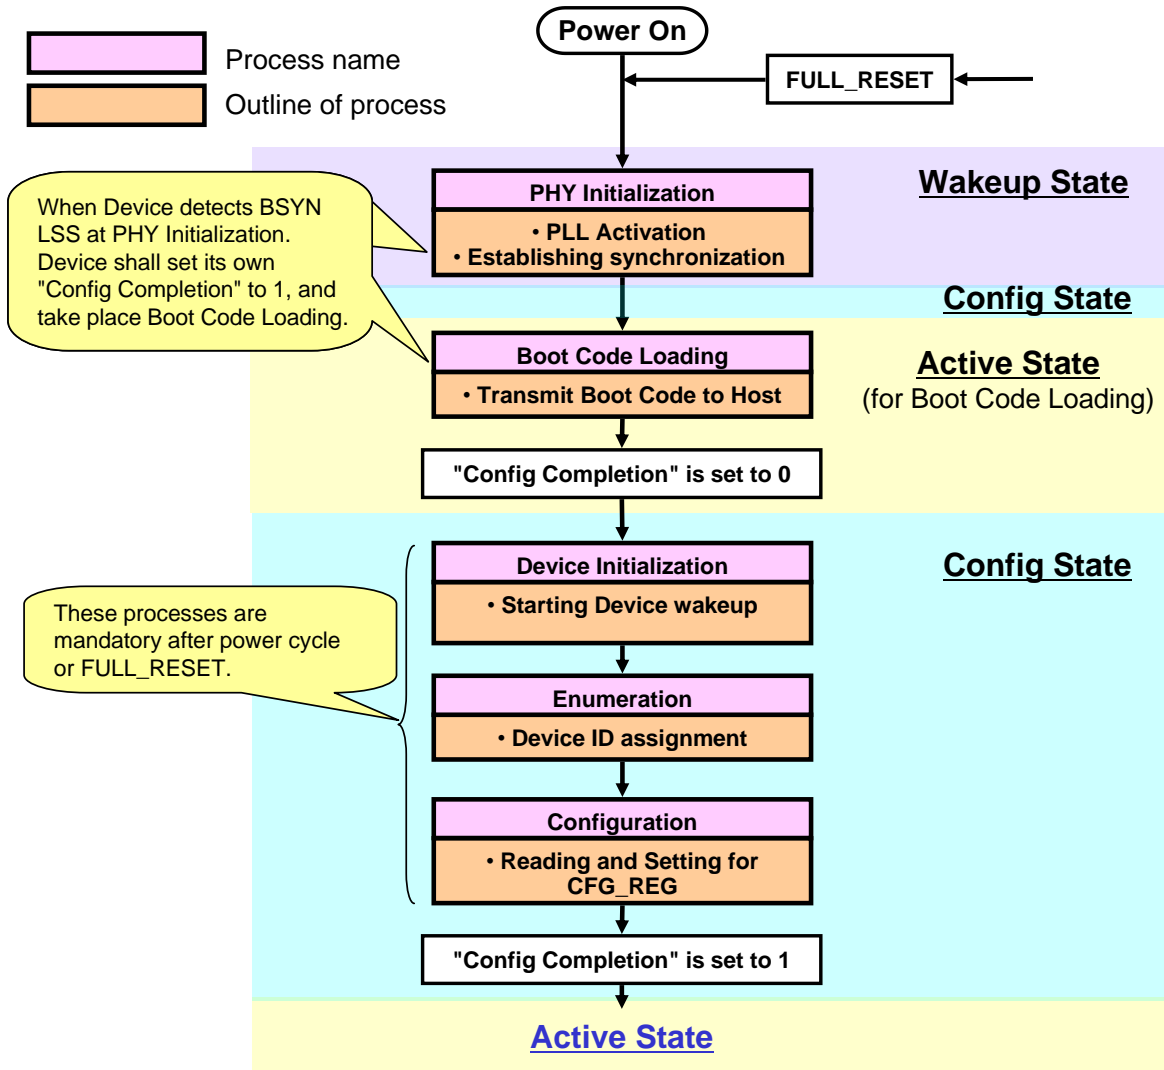 Power On
Process name
FULL_RESET
Outline of process
Wakeup State
PHY Initialization
• PLL Activation
• Establishing synchronization
When Device detects BSYN
LSS at PHY Initialization.
Device shall set its own
"Config Completion" to 1, and
take place Boot Code Loading.
Config State
Boot Code Loading
• Transmit Boot Code to Host
Active State
(for Boot Code Loading)
"Config Completion" is set to 0
Config State
Device Initialization
• Starting Device wakeup
These processes are
mandatory after power cycle
or FULL_RESET.
Enumeration
• Device ID assignment
Configuration
• Reading and Setting for
CFG_REG
"Config Completion" is set to 1
Active State